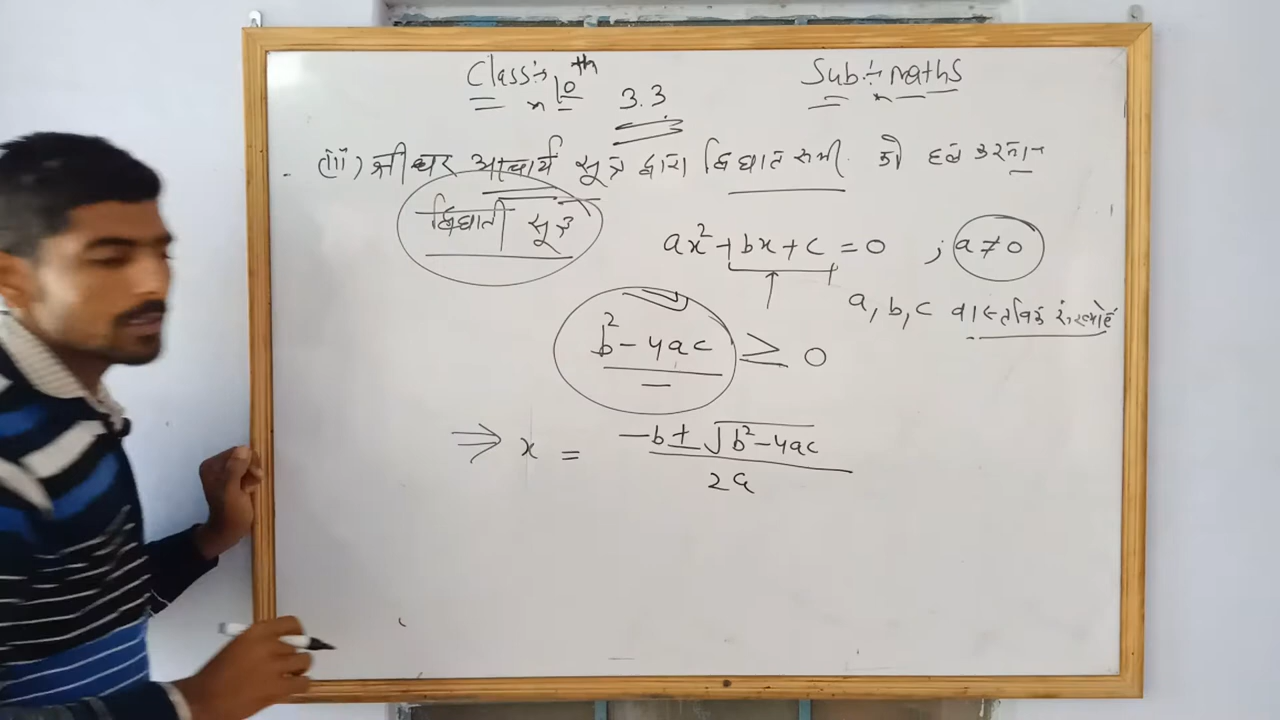 Class:- 10th
Sub:- maths
3.3
(iii) श्रीधर आचार्य सूत्र द्वारा द्विघात समी. को हल करना -
द्विघाती सूत्र
ax²+bx+c=0 ; a≠0
a,b,c वास्तविक संख्याऐं
b²-4ac ≥ 0
⇒ x = (-b±√b²-4ac)/2a